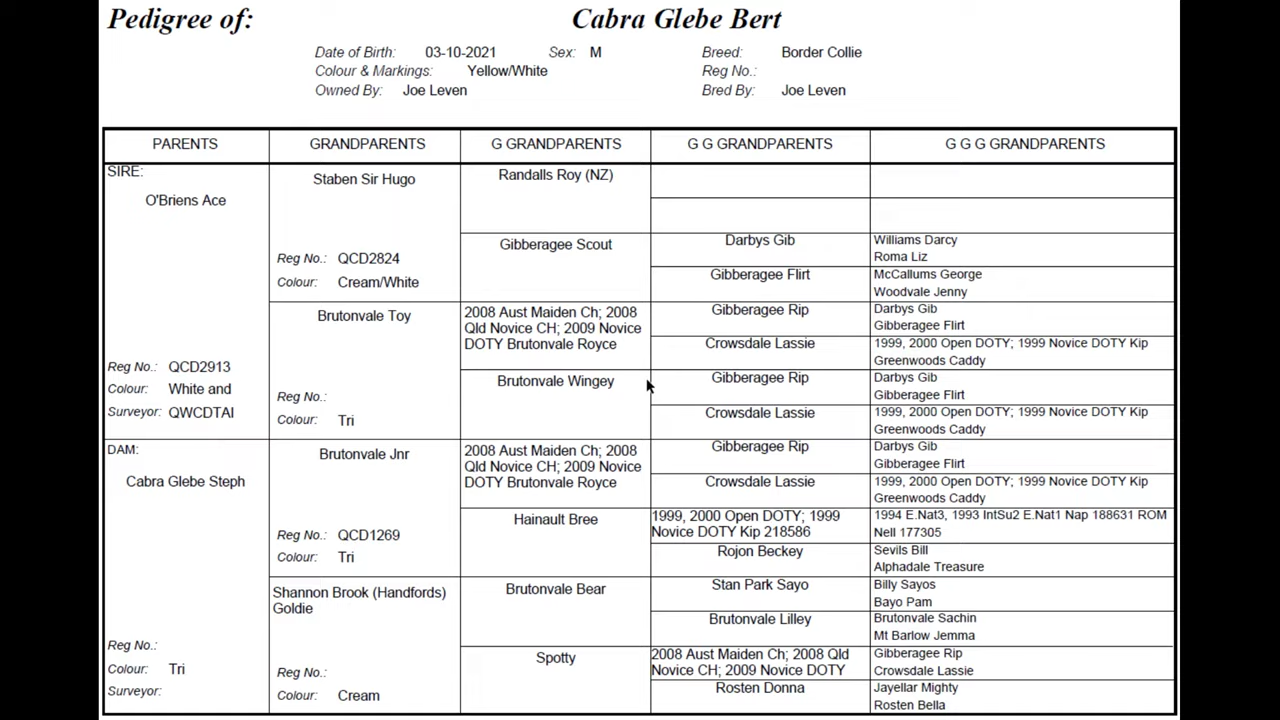 Pedigree of: Cabra Glebe Bert
Date of Birth: 03-10-2021 Sex: M Breed: Border Collie
Colour & Markings: Yellow/White Reg No.:
Owned By: Joe Leven Bred By: Joe Leven
PARENTS GRANDPARENTS G GRANDPARENTS G G GRANDPARENTS G G G GRANDPARENTS
SIRE:
O'Briens Ace
Reg No.: QCD2913
Colour: White and
Surveyor: QWCDTAI
DAM:
Cabra Glebe Steph
Reg No.:
Colour: Tri
Surveyor:
Staben Sir Hugo
Reg No.: QCD2824
Colour: Cream/White
Brutonvale Toy
Reg No.:
Colour: Tri
Brutonvale Jnr
Reg No.: QCD1269
Colour: Tri
Shannon Brook (Handfords)
Goldie
Reg No.:
Colour: Cream
Randalls Roy (NZ)
Gibberagee Scout
2008 Aust Maiden Ch; 2008
Qld Novice CH; 2009 Novice
DOTY Brutonvale Royce
Brutonvale Wingey
2008 Aust Maiden Ch; 2008
Qld Novice CH; 2009 Novice
DOTY Brutonvale Royce
Hainault Bree
Brutonvale Bear
Spotty
Darbys Gib
Gibberagee Flirt
Gibberagee Rip
Crowsdale Lassie
Gibberagee Rip
Crowsdale Lassie
Gibberagee Rip
Crowsdale Lassie
1999, 2000 Open DOTY; 1999
Novice DOTY Kip 218586
Rojon Beckey
Stan Park Sayo
Brutonvale Lilley
2008 Aust Maiden Ch; 2008 Qld
Novice CH; 2009 Novice DOTY
Rosten Donna
Williams Darcy
Roma Liz
McCallums George
Woodvale Jenny
Darbys Gib
Gibberagee Flirt
1999, 2000 Open DOTY; 1999 Novice DOTY Kip
Greenwoods Caddy
Darbys Gib
Gibberagee Flirt
1999, 2000 Open DOTY; 1999 Novice DOTY Kip
Greenwoods Caddy
Darbys Gib
Gibberagee Flirt
1999, 2000 Open DOTY; 1999 Novice DOTY Kip
Greenwoods Caddy
1994 E.Nat3, 1993 IntSu2 E.Nat1 Nap 188631 ROM
Nell 177305
Sevils Bill
Alphadale Treasure
Billy Sayos
Bayo Pam
Brutonvale Sachin
Mt Barlow Jemma
Gibberagee Rip
Crowsdale Lassie
Jayellar Mighty
Rosten Bella